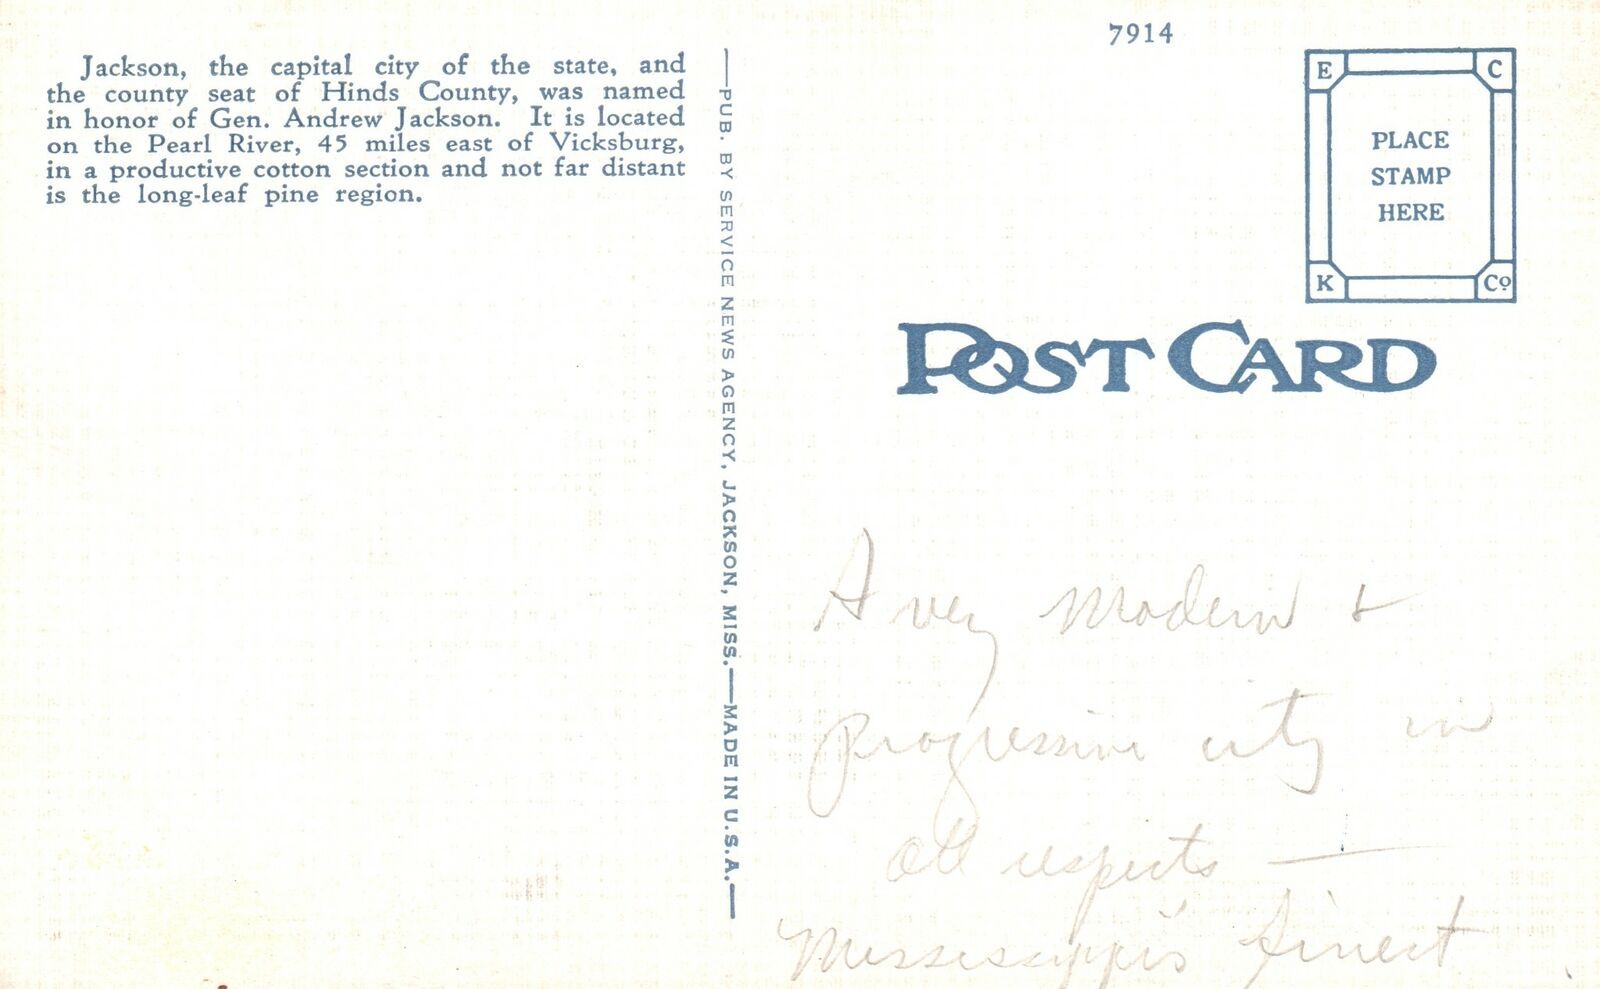 7914
Jackson, the capital city of the state, and
the county seat of Hinds County, was named
in honor of Gen. Andrew Jackson. It is located
on the Pearl River, 45 miles east of Vicksburg,
in a productive cotton section and not far distant
is the long-leaf pine region.
PUB. BY SERVICE NEWS AGENCY, JACKSON, MISS.—MADE IN U.S.A.
E C
PLACE
STAMP
HERE
K Co
POST CARD
A very Modern &
Progressive city in
all respects —
Mississippi's finest